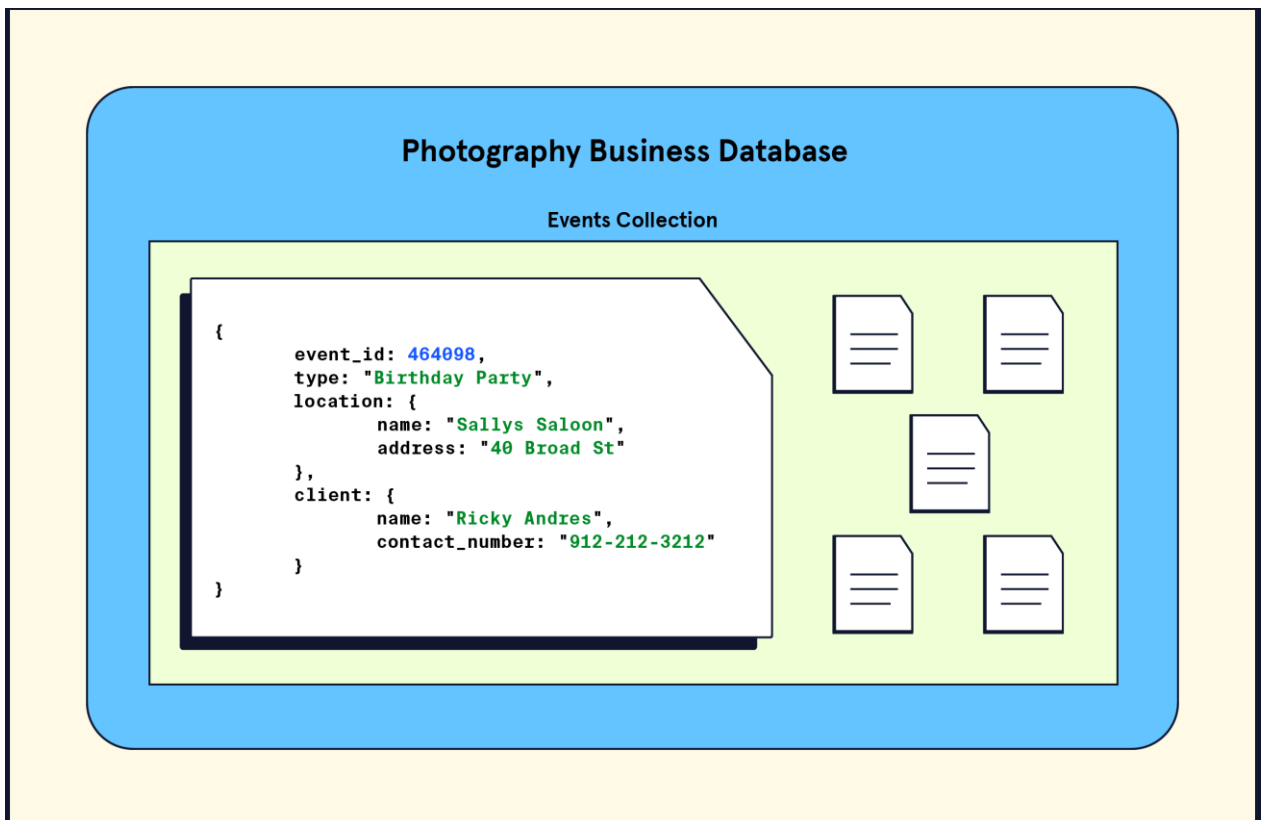 Photography Business Database
Events Collection
{
event_id: 464098,
type: "Birthday Party",
location: {
name: "Sallys Saloon",
address: "40 Broad St"
},
client: {
name: "Ricky Andres",
contact_number: "912-212-3212"
}
}